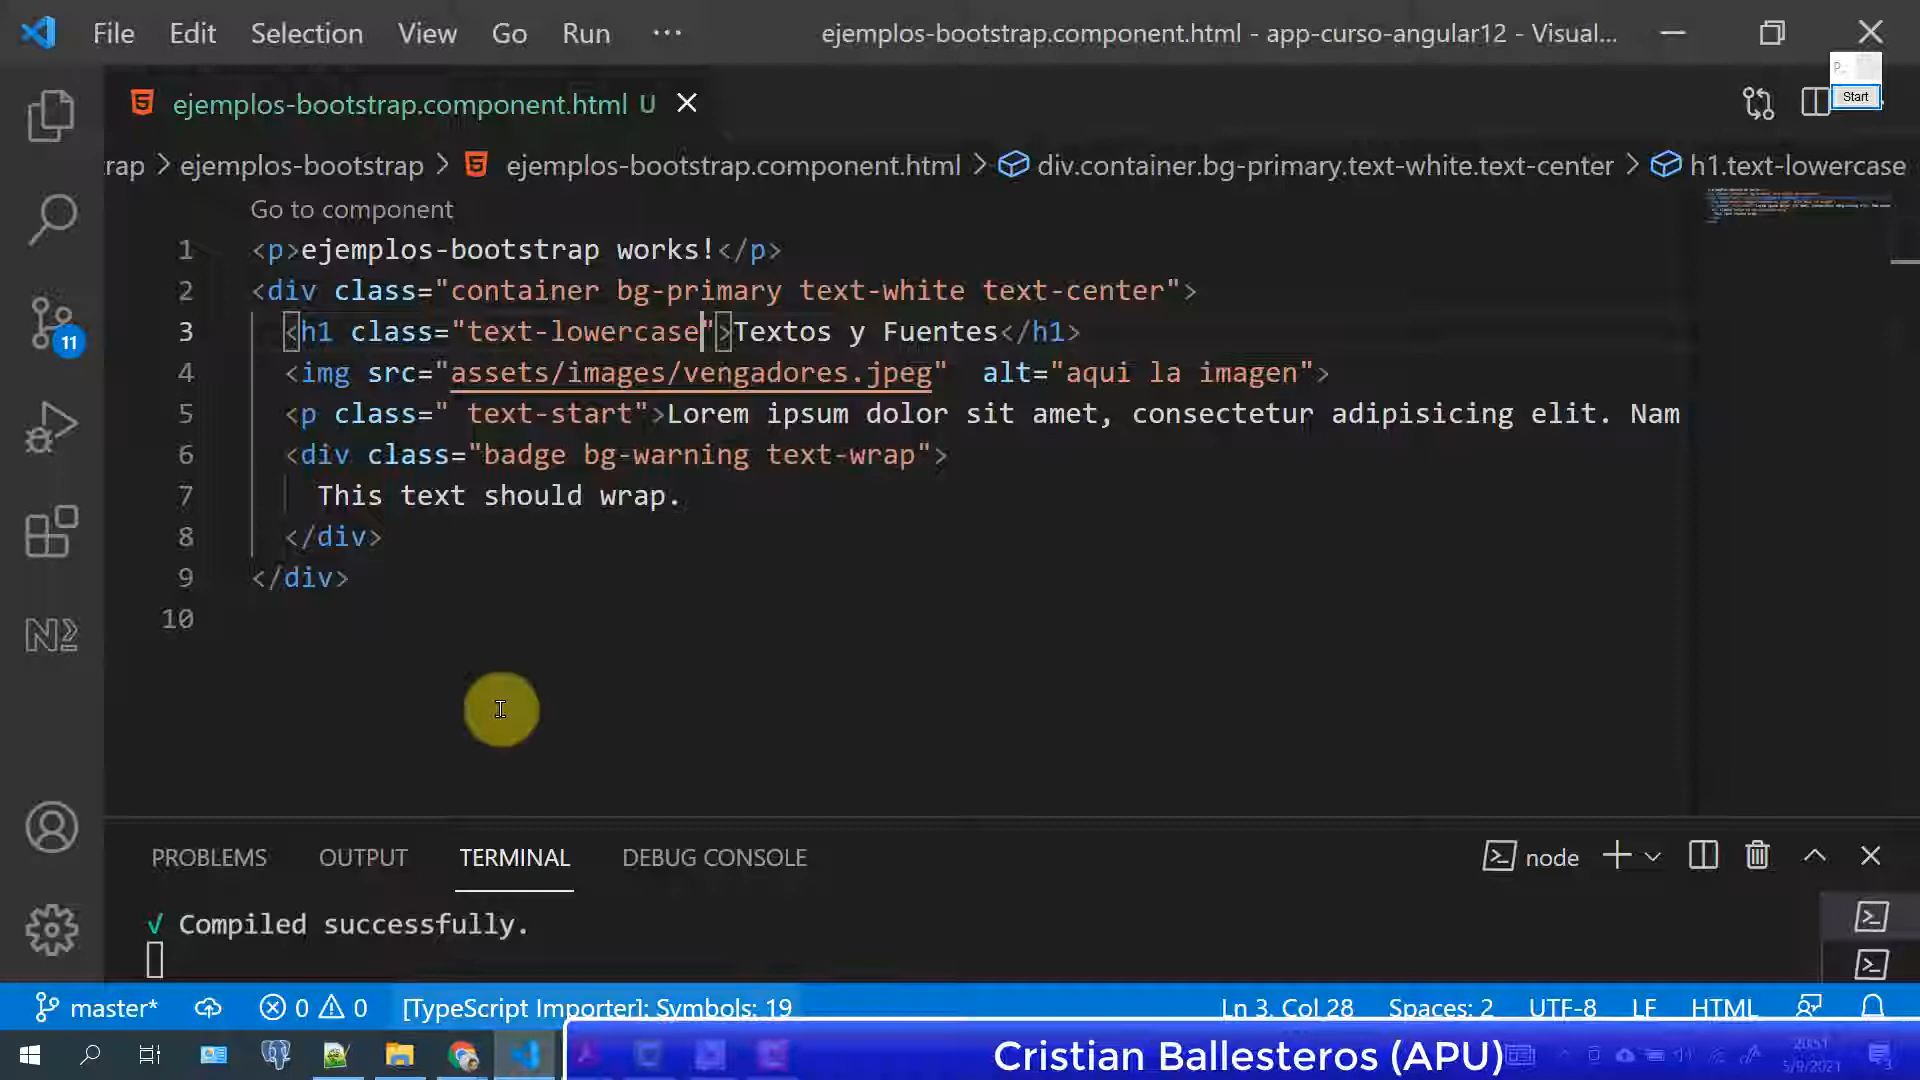 File Edit Selection View Go Run ··· ejemplos-bootstrap.component.html - app-curso-angular12 - Visual...
Start
ejemplos-bootstrap.component.html U
rap > ejemplos-bootstrap > ejemplos-bootstrap.component.html > div.container.bg-primary.text-white.text-center > h1.text-lowercase
Go to component
1 <p>ejemplos-bootstrap works!</p>
2 <div class="container bg-primary text-white text-center">
3 <h1 class="text-lowercase">Textos y Fuentes</h1>
4 <img src="assets/images/vengadores.jpeg"  alt="aqui la imagen">
5 <p class=" text-start">Lorem ipsum dolor sit amet, consectetur adipisicing elit. Nam
6 <div class="badge bg-warning text-wrap">
7 This text should wrap.
8 </div>
9 </div>
10
11
PROBLEMS OUTPUT TERMINAL DEBUG CONSOLE node
√ Compiled successfully.
master* 0 0 [TypeScript Importer]: Symbols: 19 Ln 3, Col 28 Spaces: 2 UTF-8 LF HTML
Cristian Ballesteros (APU)
20:51
5/9/2021